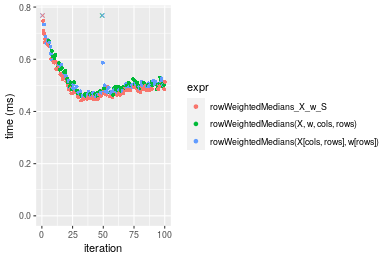 0.8
0.6
0.4
0.2
0.0
time (ms)
0
25
50
75
100
iteration
expr
rowWeightedMedians_X_w_S
rowWeightedMedians(X, w, cols, rows)
rowWeightedMedians(X[cols, rows], w[rows])